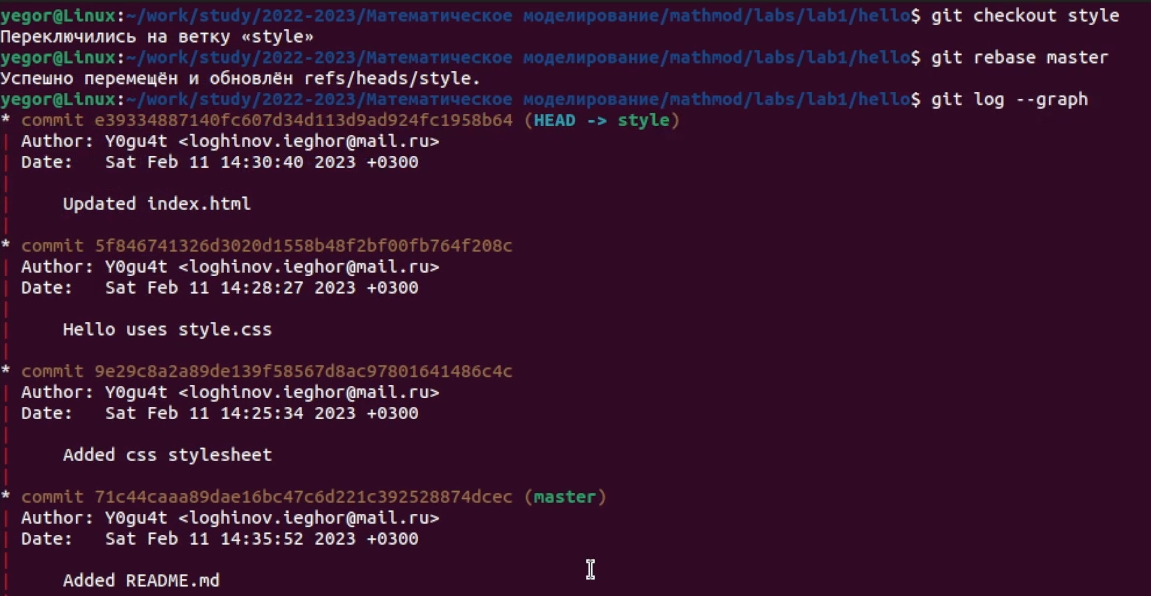 yegor@Linux:~/work/study/2022-2023/Математическое моделирование/mathmod/labs/lab1/hello$ git checkout style
Переключились на ветку «style»
yegor@Linux:~/work/study/2022-2023/Математическое моделирование/mathmod/labs/lab1/hello$ git rebase master
Успешно перемещён и обновлён refs/heads/style.
yegor@Linux:~/work/study/2022-2023/Математическое моделирование/mathmod/labs/lab1/hello$ git log --graph
* commit e39334887140fc607d34d113d9ad924fc1958b64 (HEAD -> style)
| Author: Y0gu4t <loghinov.ieghor@mail.ru>
| Date:   Sat Feb 11 14:30:40 2023 +0300
|
|     Updated index.html
|
* commit 5f846741326d3020d1558b48f2bf00fb764f208c
| Author: Y0gu4t <loghinov.ieghor@mail.ru>
| Date:   Sat Feb 11 14:28:27 2023 +0300
|
|     Hello uses style.css
|
* commit 9e29c8a2a89de139f58567d8ac97801641486c4c
| Author: Y0gu4t <loghinov.ieghor@mail.ru>
| Date:   Sat Feb 11 14:25:34 2023 +0300
|
|     Added css stylesheet
|
* commit 71c44caaa89dae16bc47c6d221c392528874dcec (master)
| Author: Y0gu4t <loghinov.ieghor@mail.ru>
| Date:   Sat Feb 11 14:35:52 2023 +0300
|
|     Added README.md